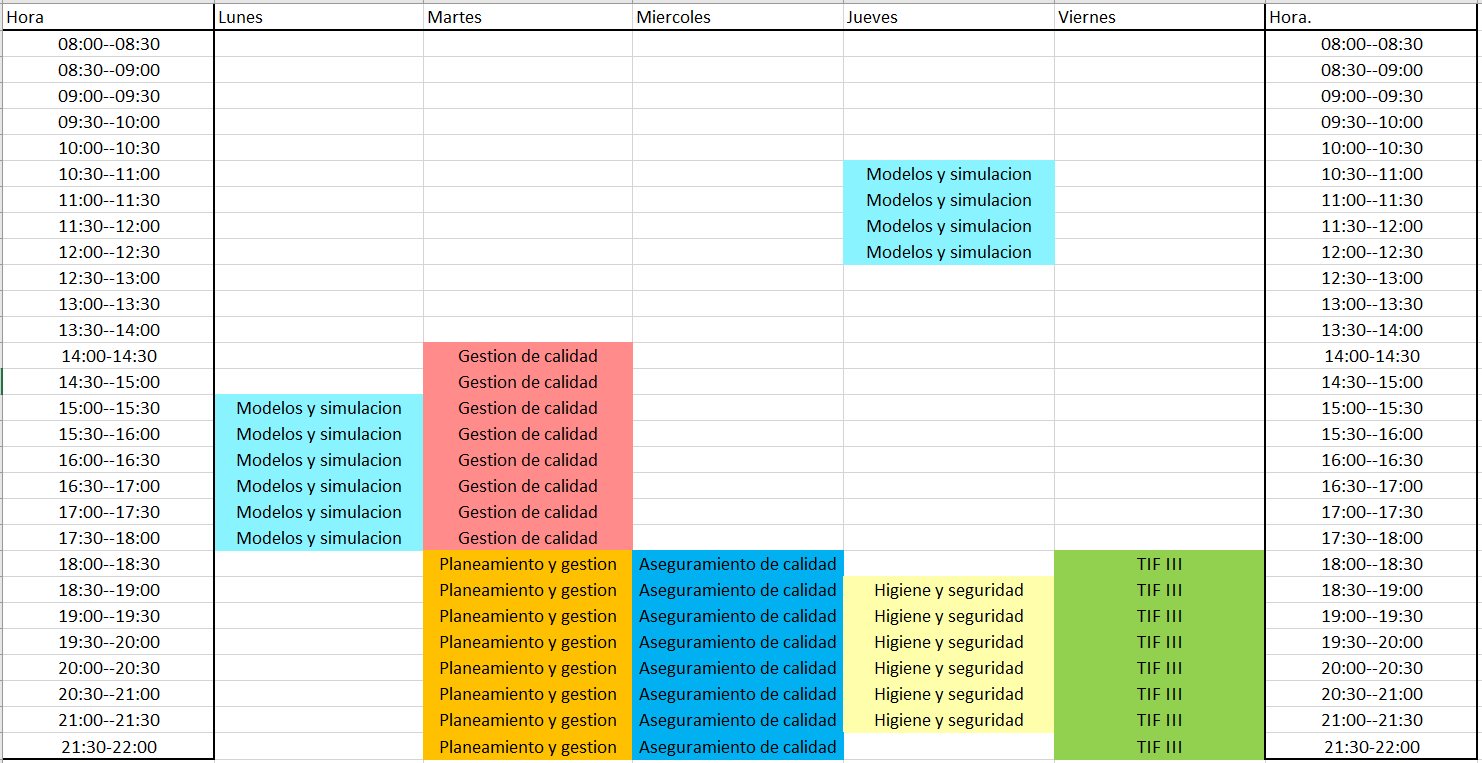 Hora Lunes Martes Miercoles Jueves Viernes Hora.
08:00--08:30 08:00--08:30
08:30--09:00 08:30--09:00
09:00--09:30 09:00--09:30
09:30--10:00 09:30--10:00
10:00--10:30 10:00--10:30
10:30--11:00 Modelos y simulacion 10:30--11:00
11:00--11:30 Modelos y simulacion 11:00--11:30
11:30--12:00 Modelos y simulacion 11:30--12:00
12:00--12:30 Modelos y simulacion 12:00--12:30
12:30--13:00 12:30--13:00
13:00--13:30 13:00--13:30
13:30--14:00 13:30--14:00
14:00-14:30 Gestion de calidad 14:00-14:30
14:30--15:00 Gestion de calidad 14:30--15:00
15:00--15:30 Modelos y simulacion Gestion de calidad 15:00--15:30
15:30--16:00 Modelos y simulacion Gestion de calidad 15:30--16:00
16:00--16:30 Modelos y simulacion Gestion de calidad 16:00--16:30
16:30--17:00 Modelos y simulacion Gestion de calidad 16:30--17:00
17:00--17:30 Modelos y simulacion Gestion de calidad 17:00--17:30
17:30--18:00 Modelos y simulacion Gestion de calidad 17:30--18:00
18:00--18:30 Planeamiento y gestion Aseguramiento de calidad TIF III 18:00--18:30
18:30--19:00 Planeamiento y gestion Aseguramiento de calidad Higiene y seguridad TIF III 18:30--19:00
19:00--19:30 Planeamiento y gestion Aseguramiento de calidad Higiene y seguridad TIF III 19:00--19:30
19:30--20:00 Planeamiento y gestion Aseguramiento de calidad Higiene y seguridad TIF III 19:30--20:00
20:00--20:30 Planeamiento y gestion Aseguramiento de calidad Higiene y seguridad TIF III 20:00--20:30
20:30--21:00 Planeamiento y gestion Aseguramiento de calidad Higiene y seguridad TIF III 20:30--21:00
21:00--21:30 Planeamiento y gestion Aseguramiento de calidad Higiene y seguridad TIF III 21:00--21:30
21:30-22:00 Planeamiento y gestion Aseguramiento de calidad TIF III 21:30-22:00